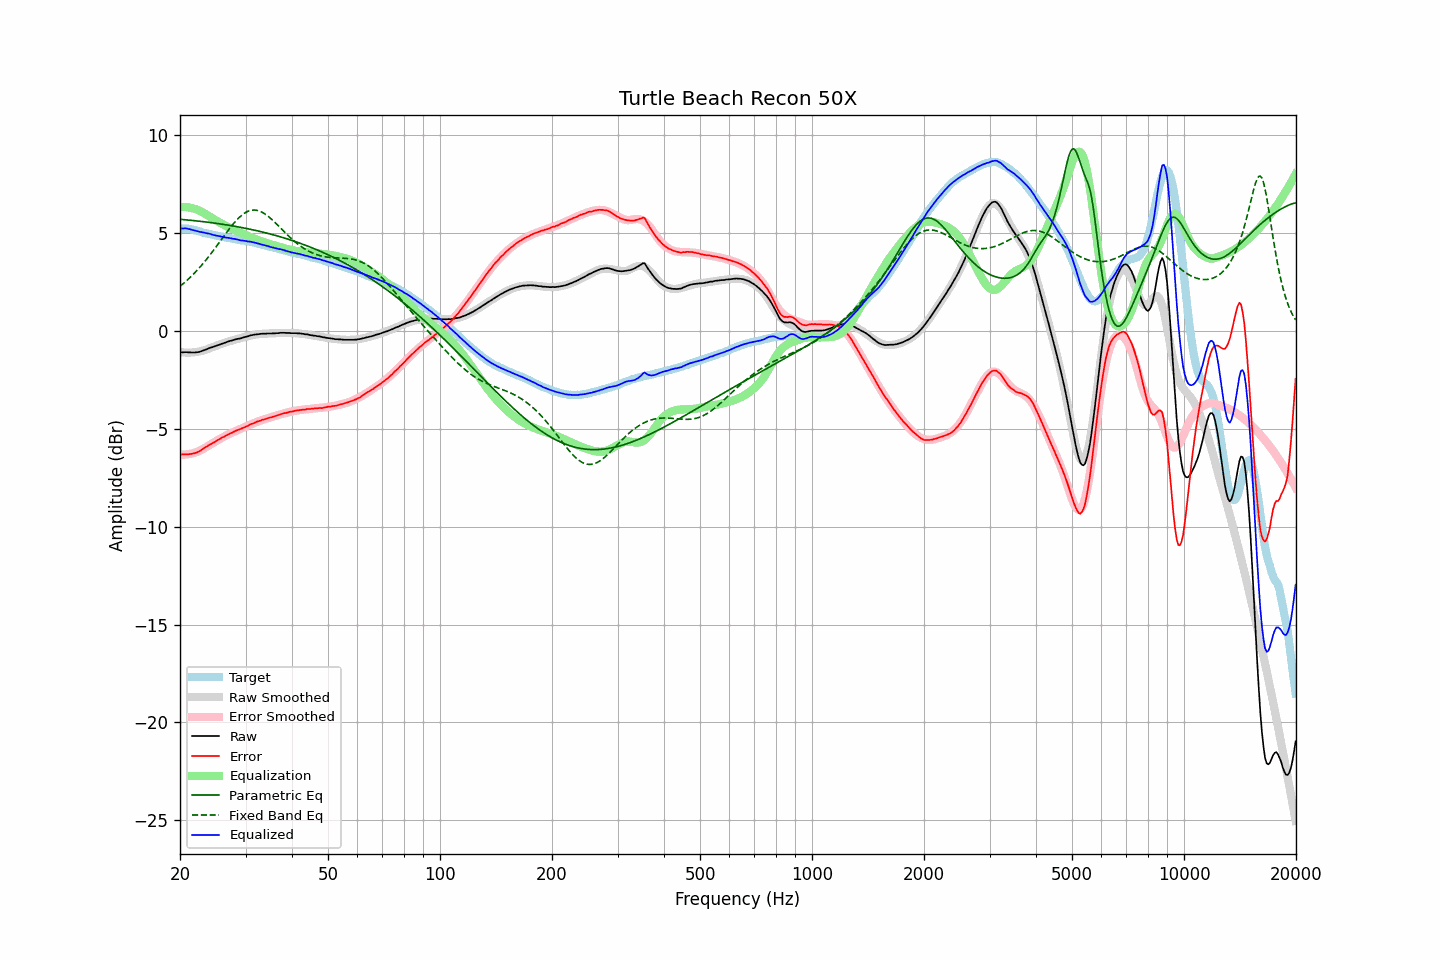 Turtle Beach Recon 50X
10
5
0
−5
−10
−15
−20
−25
Amplitude (dBr)
Target
Raw Smoothed
Error Smoothed
Raw
Error
Equalization
Parametric Eq
Fixed Band Eq
Equalized
20 50 100 200 500 1000 2000 5000 10000 20000
Frequency (Hz)